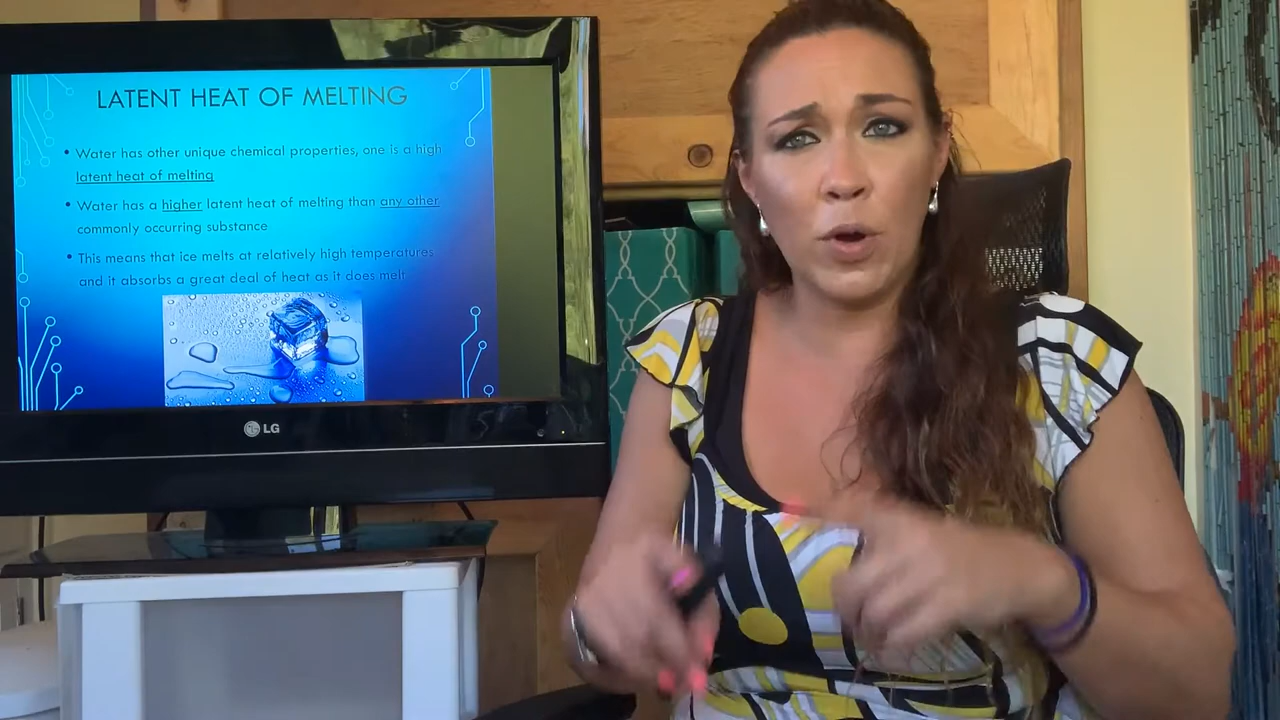 LATENT HEAT OF MELTING
• Water has other unique chemical properties, one is a high
latent heat of melting
• Water has a higher latent heat of melting than any other
commonly occurring substance
• This means that ice melts at relatively high temperatures
and it absorbs a great deal of heat as it does melt
LG